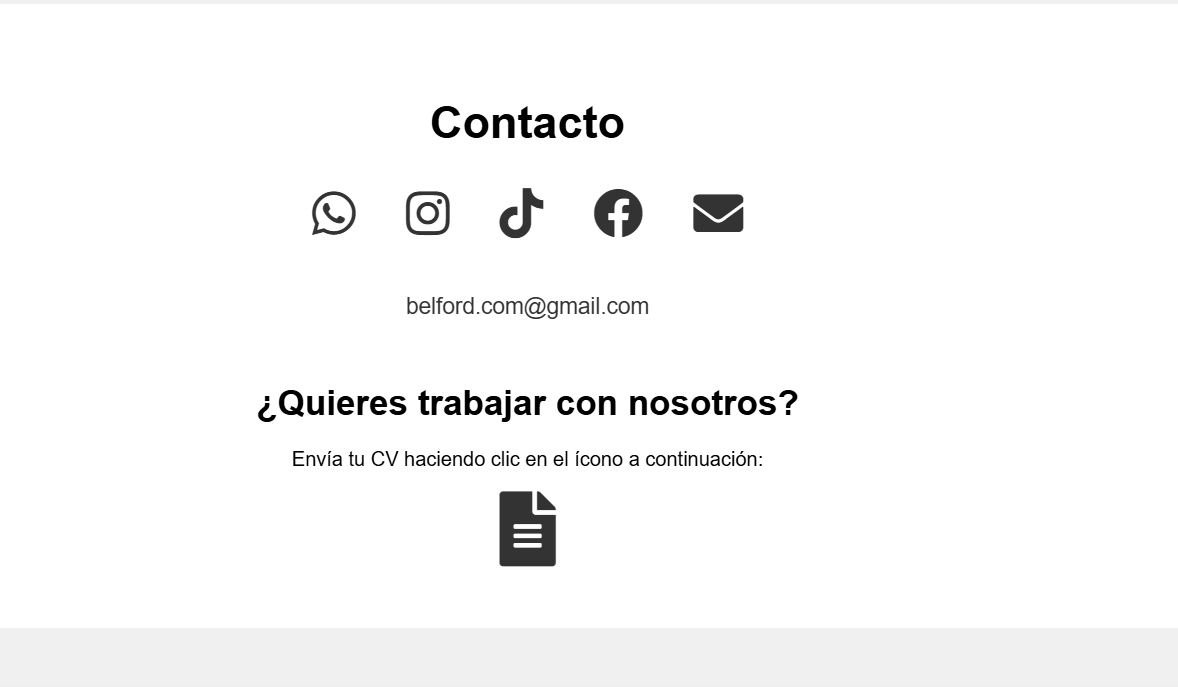 Contacto
belford.com@gmail.com
¿Quieres trabajar con nosotros?
Envía tu CV haciendo clic en el ícono a continuación: